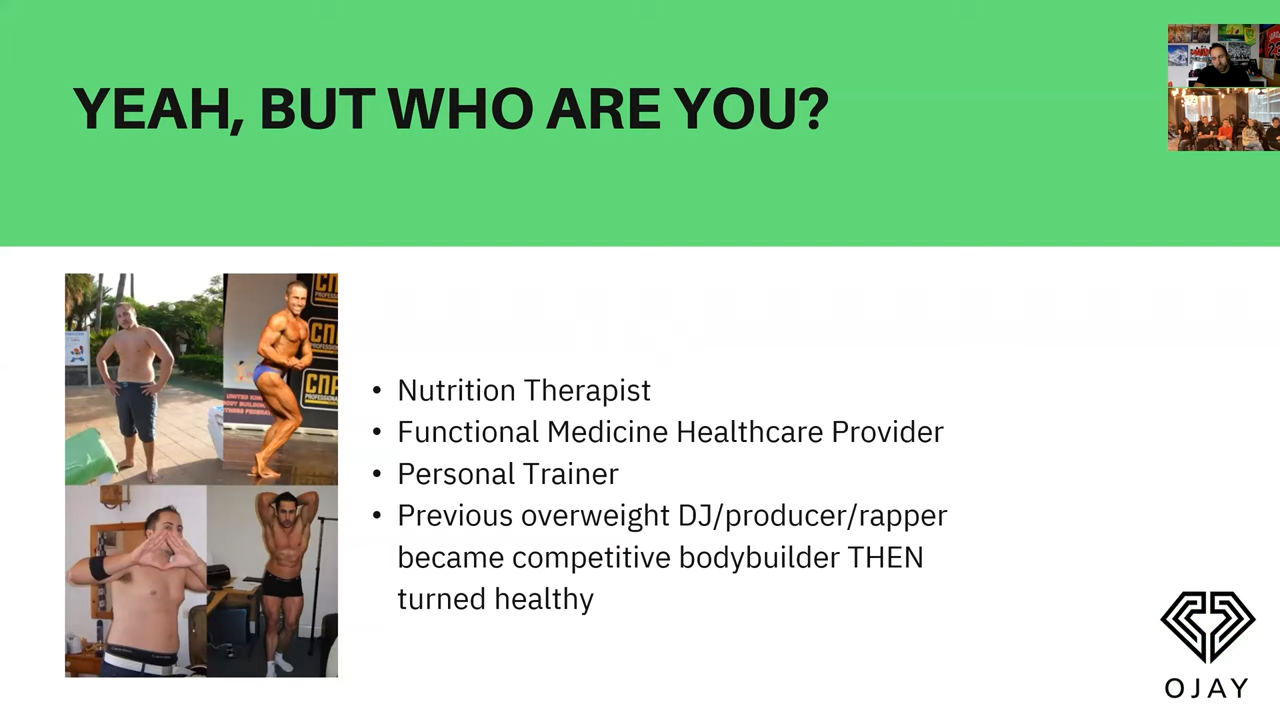 YEAH, BUT WHO ARE YOU?
• Nutrition Therapist
• Functional Medicine Healthcare Provider
• Personal Trainer
• Previous overweight DJ/producer/rapper
became competitive bodybuilder THEN
turned healthy
UNITED
OJAY